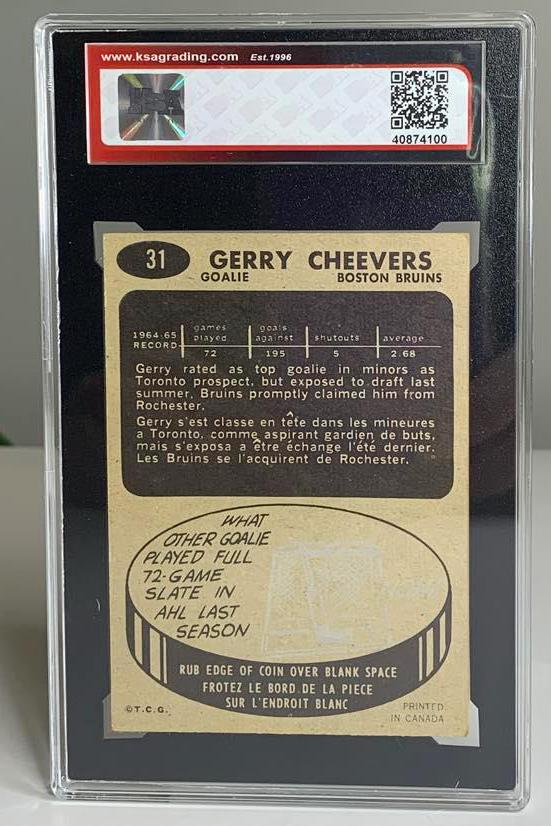 www.ksagrading.com Est.1996
KSA
40874100
31 GERRY CHEEVERS
GOALIE BOSTON BRUINS
games goals shutouts average
1964-65 played against
RECORD 72 195 5 2.68
Gerry rated as top goalie in minors as
Toronto prospect, but exposed to draft last
summer, Bruins promptly claimed him from
Rochester.
Gerry s'est classe en tête dans les mineures
a Toronto, comme aspirant gardien de buts,
mais s'exposa a être échange l'été dernier.
Les Bruins se l'acquirent de Rochester.
WHAT
OTHER GOALIE
PLAYED FULL
72-GAME
SLATE IN
AHL LAST
SEASON
RUB EDGE OF COIN OVER BLANK SPACE
FROTEZ LE BORD DE LA PIECE
SUR L'ENDROIT BLANC
©T.C.G.
PRINTED
IN CANADA